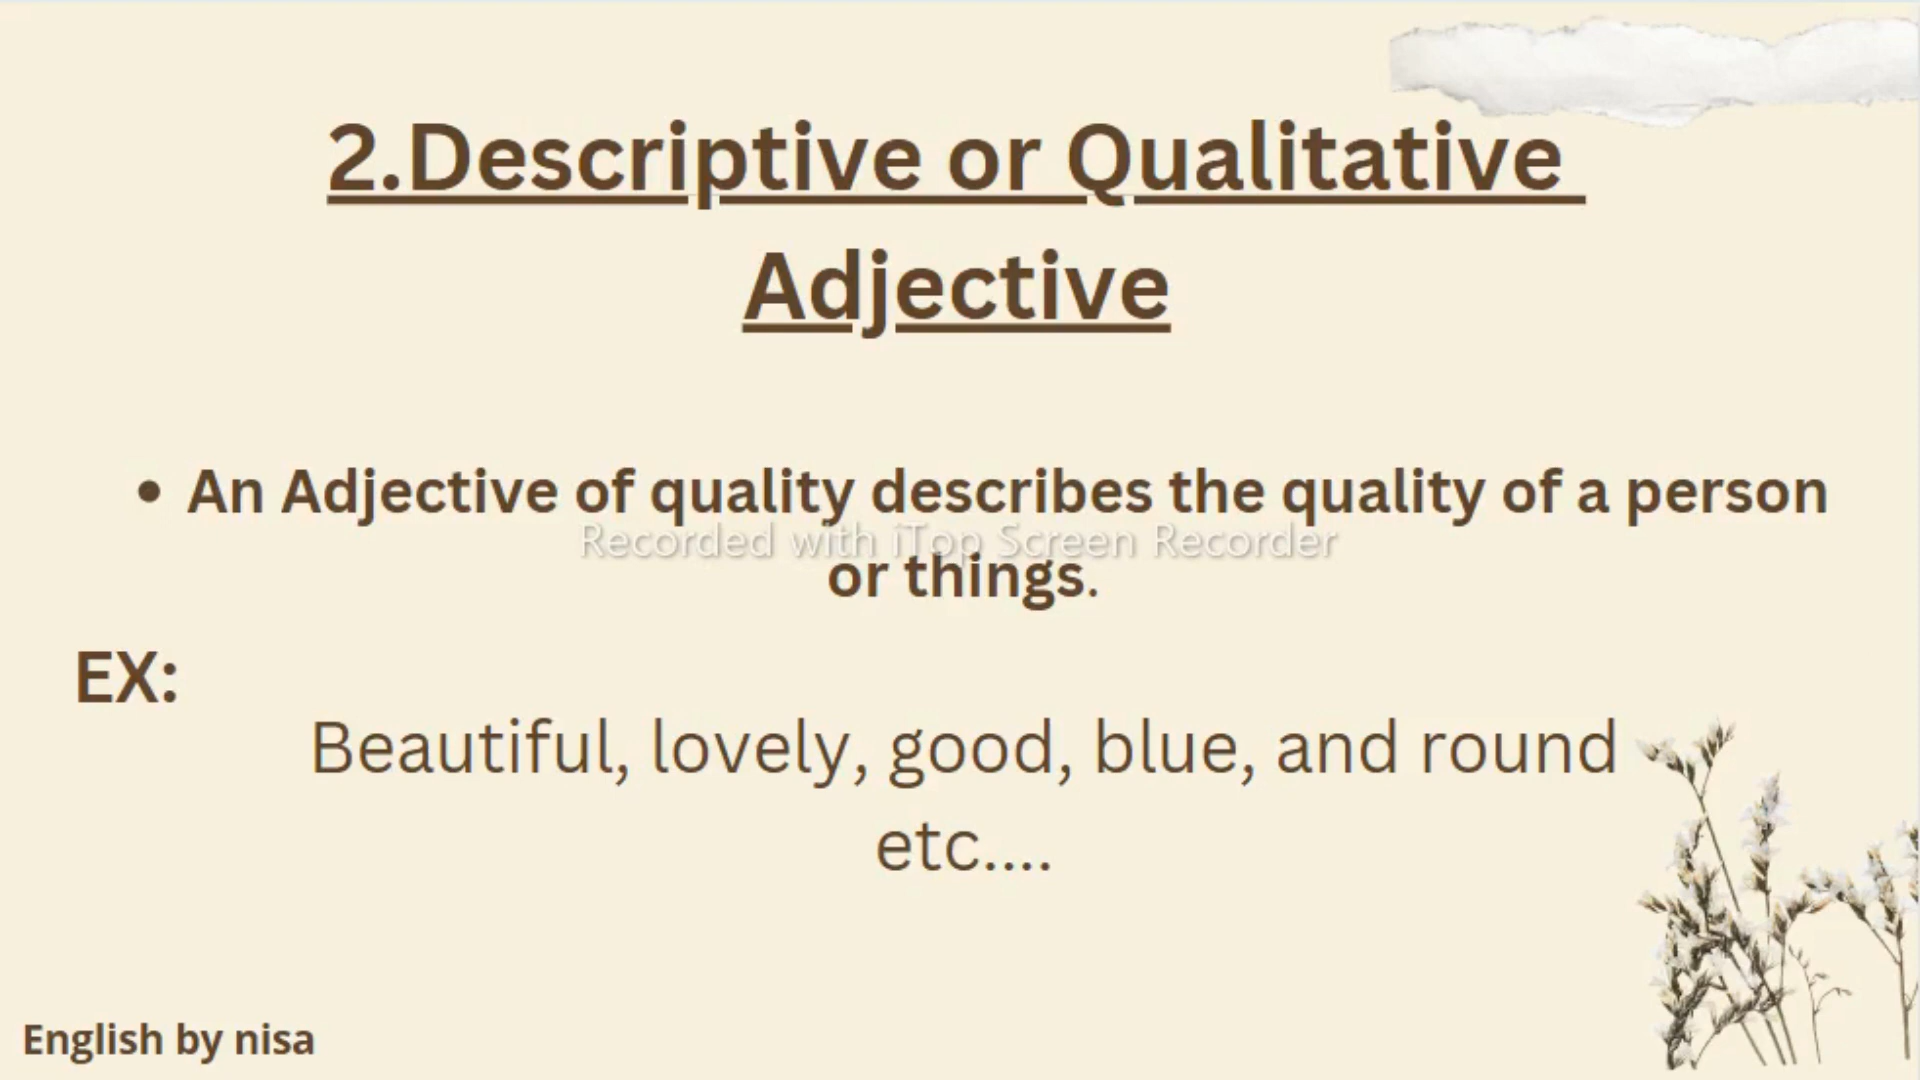 2.Descriptive or Qualitative
Adjective
• An Adjective of quality describes the quality of a person
Recorded with iTop Screen Recorder
or things.
EX:
Beautiful, lovely, good, blue, and round
etc....
English by nisa